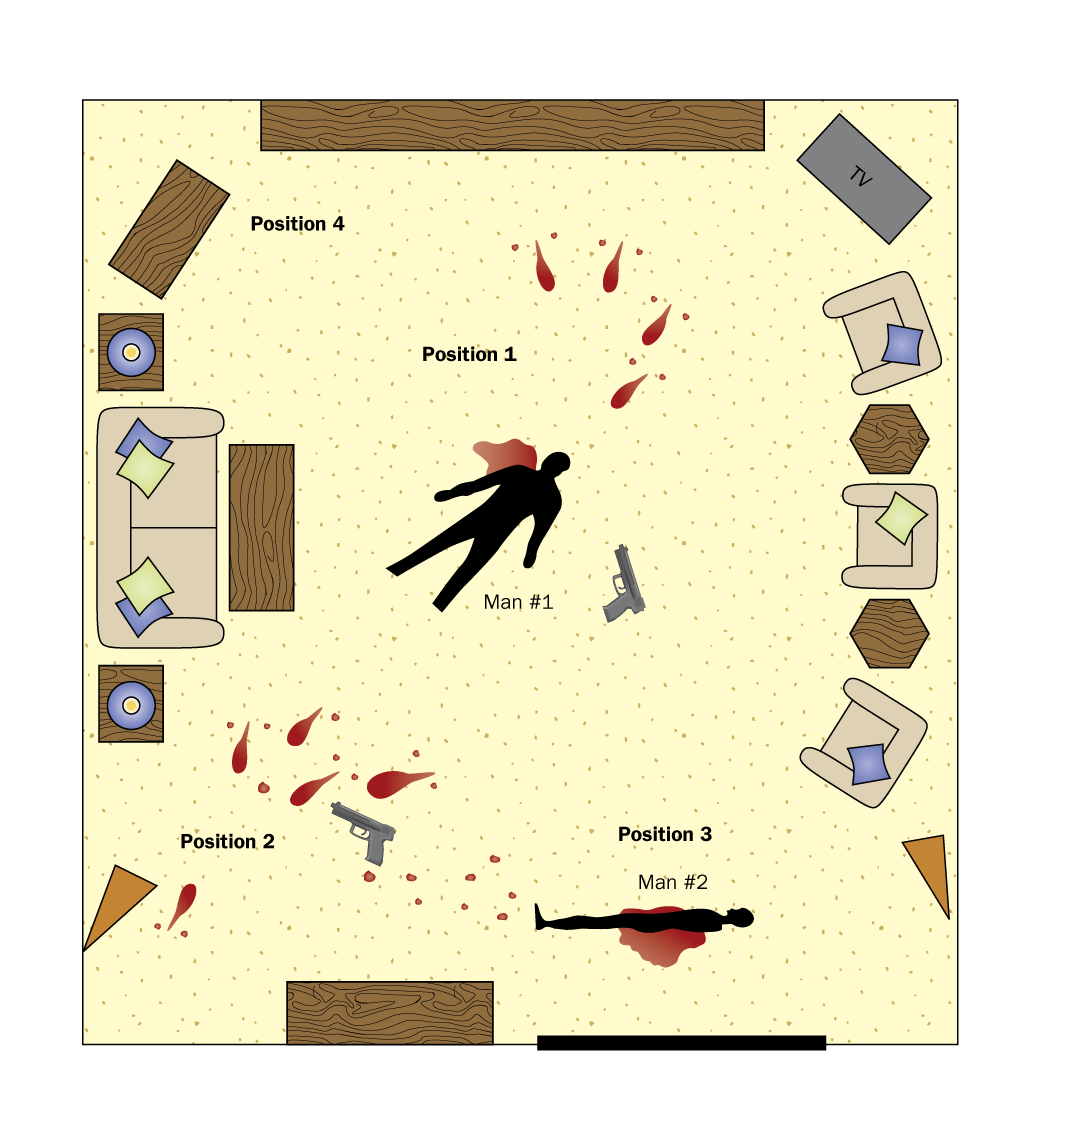 TV
Position 4
Position 1
Man #1
Position 2
Position 3
Man #2